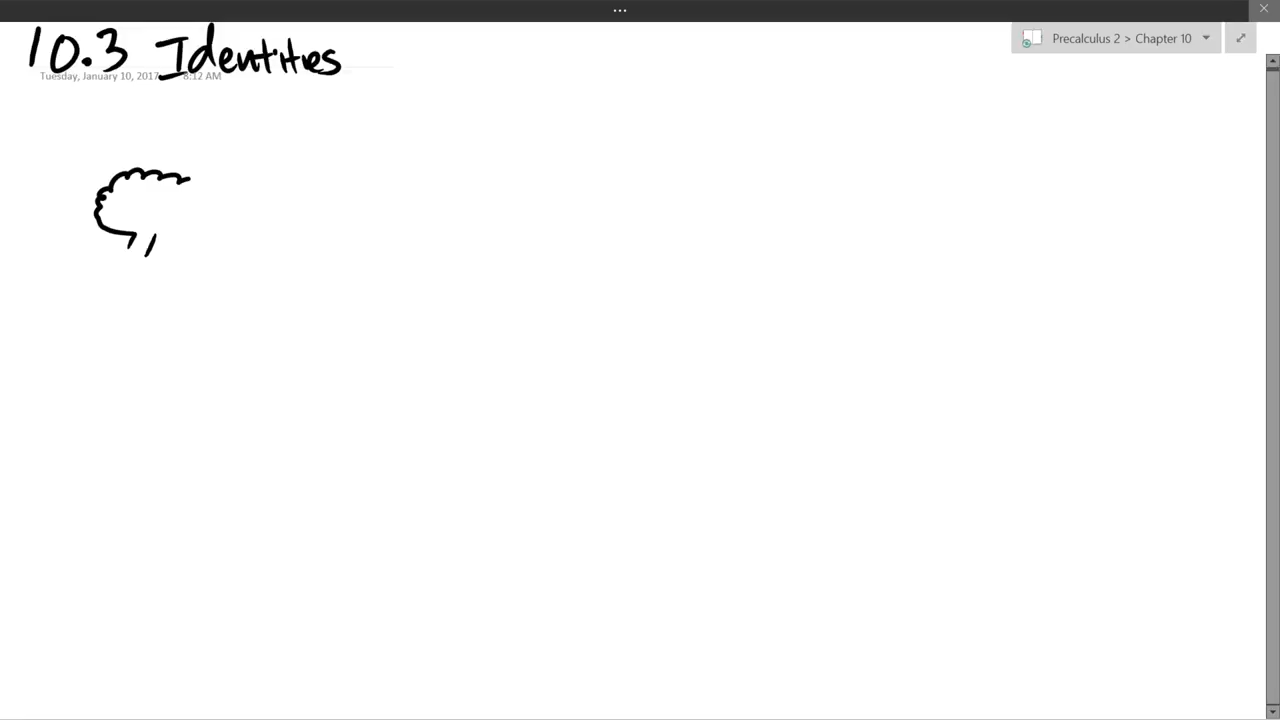 ...
Precalculus 2 > Chapter 10
10.3 Identities
Tuesday, January 10, 2017 8:12 AM